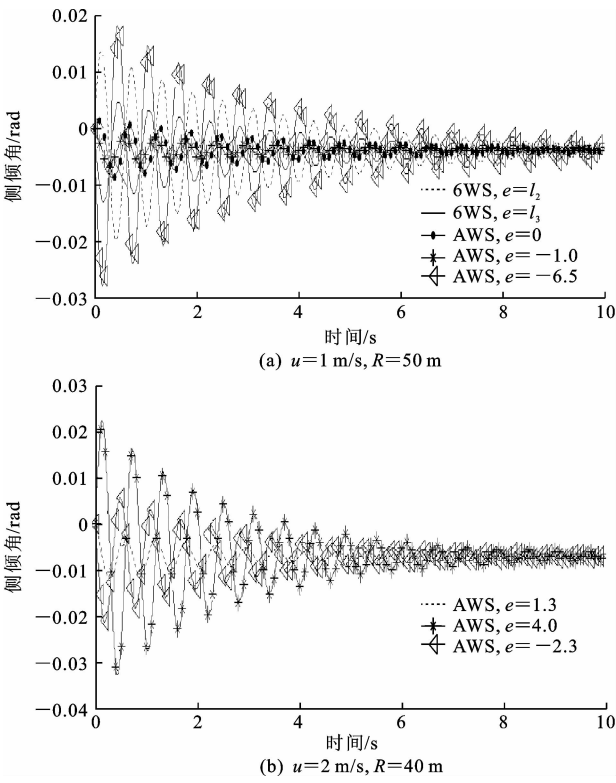 0.02
0.01
0
−0.01
−0.02
−0.03
侧倾角/rad
6WS, e=l₂
6WS, e=l₃
AWS, e=0
AWS, e=−1.0
AWS, e=−6.5
0 2 4 6 8 10
时间/s
(a) u=1 m/s, R=50 m
0.03
0.02
0.01
0
−0.01
−0.02
−0.03
−0.04
侧倾角/rad
AWS, e=1.3
AWS, e=4.0
AWS, e=−2.3
0 2 4 6 8 10
时间/s
(b) u=2 m/s, R=40 m